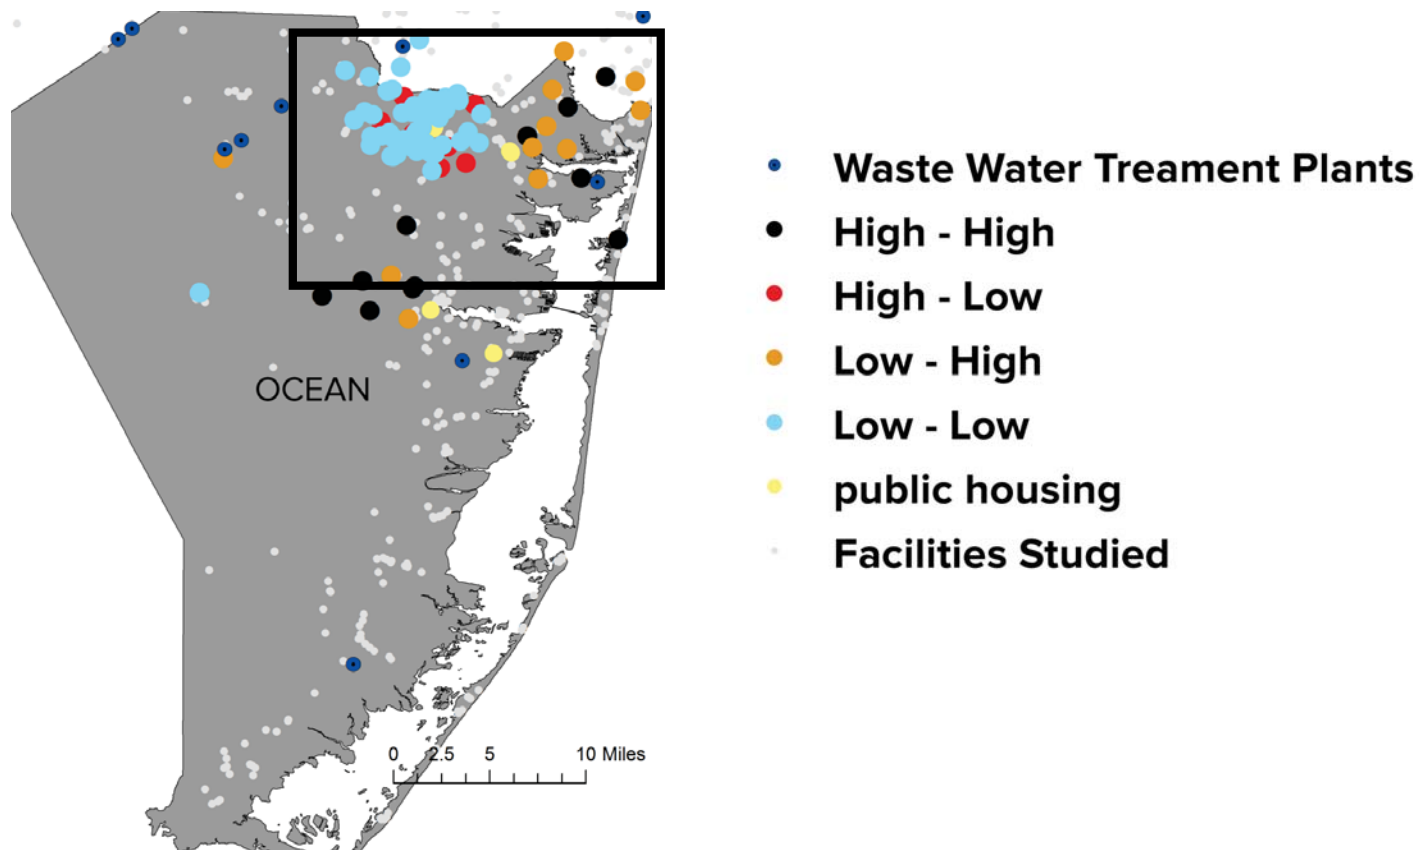 Waste Water Treament Plants
High - High
High - Low
Low - High
Low - Low
public housing
Facilities Studied
OCEAN
0 2.5 5 10 Miles